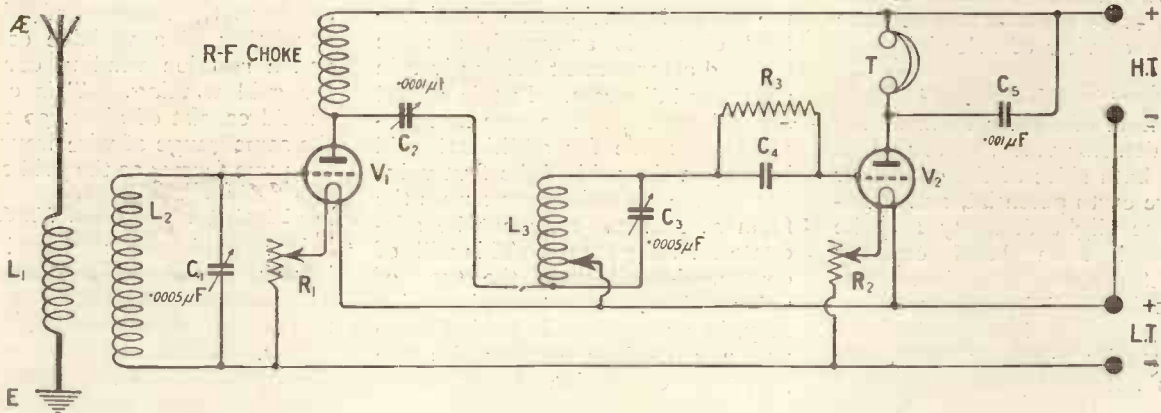 Æ
R-F CHOKE
·0001µf
C2
T
C5
·001µF
+
H.T.
−
R3
C4
V1
V2
L2
C1
·0005µF
R1
L3
C3
·0005µF
R2
L1
+
L.T.
−
E